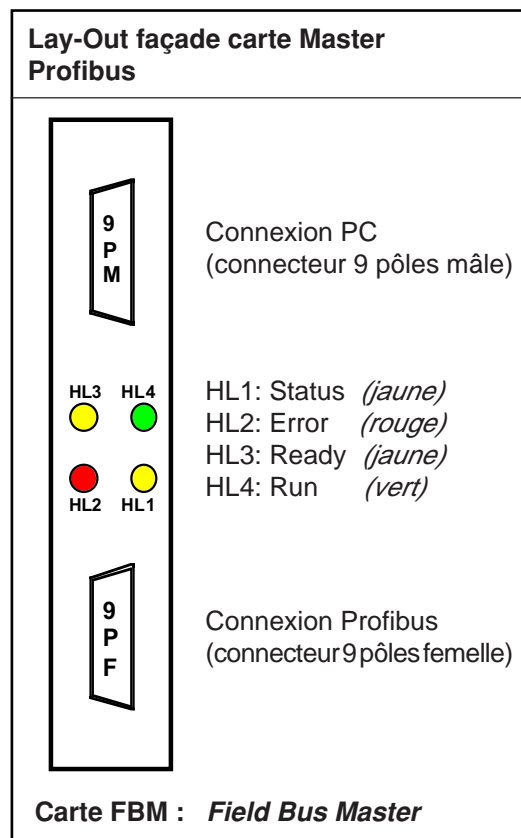 Lay-Out façade carte Master
Profibus
9
P
M
Connexion PC
(connecteur 9 pôles mâle)
HL3 HL4
HL2 HL1
HL1: Status (jaune)
HL2: Error (rouge)
HL3: Ready (jaune)
HL4: Run (vert)
9
P
F
Connexion Profibus
(connecteur 9 pôles femelle)
Carte FBM : Field Bus Master